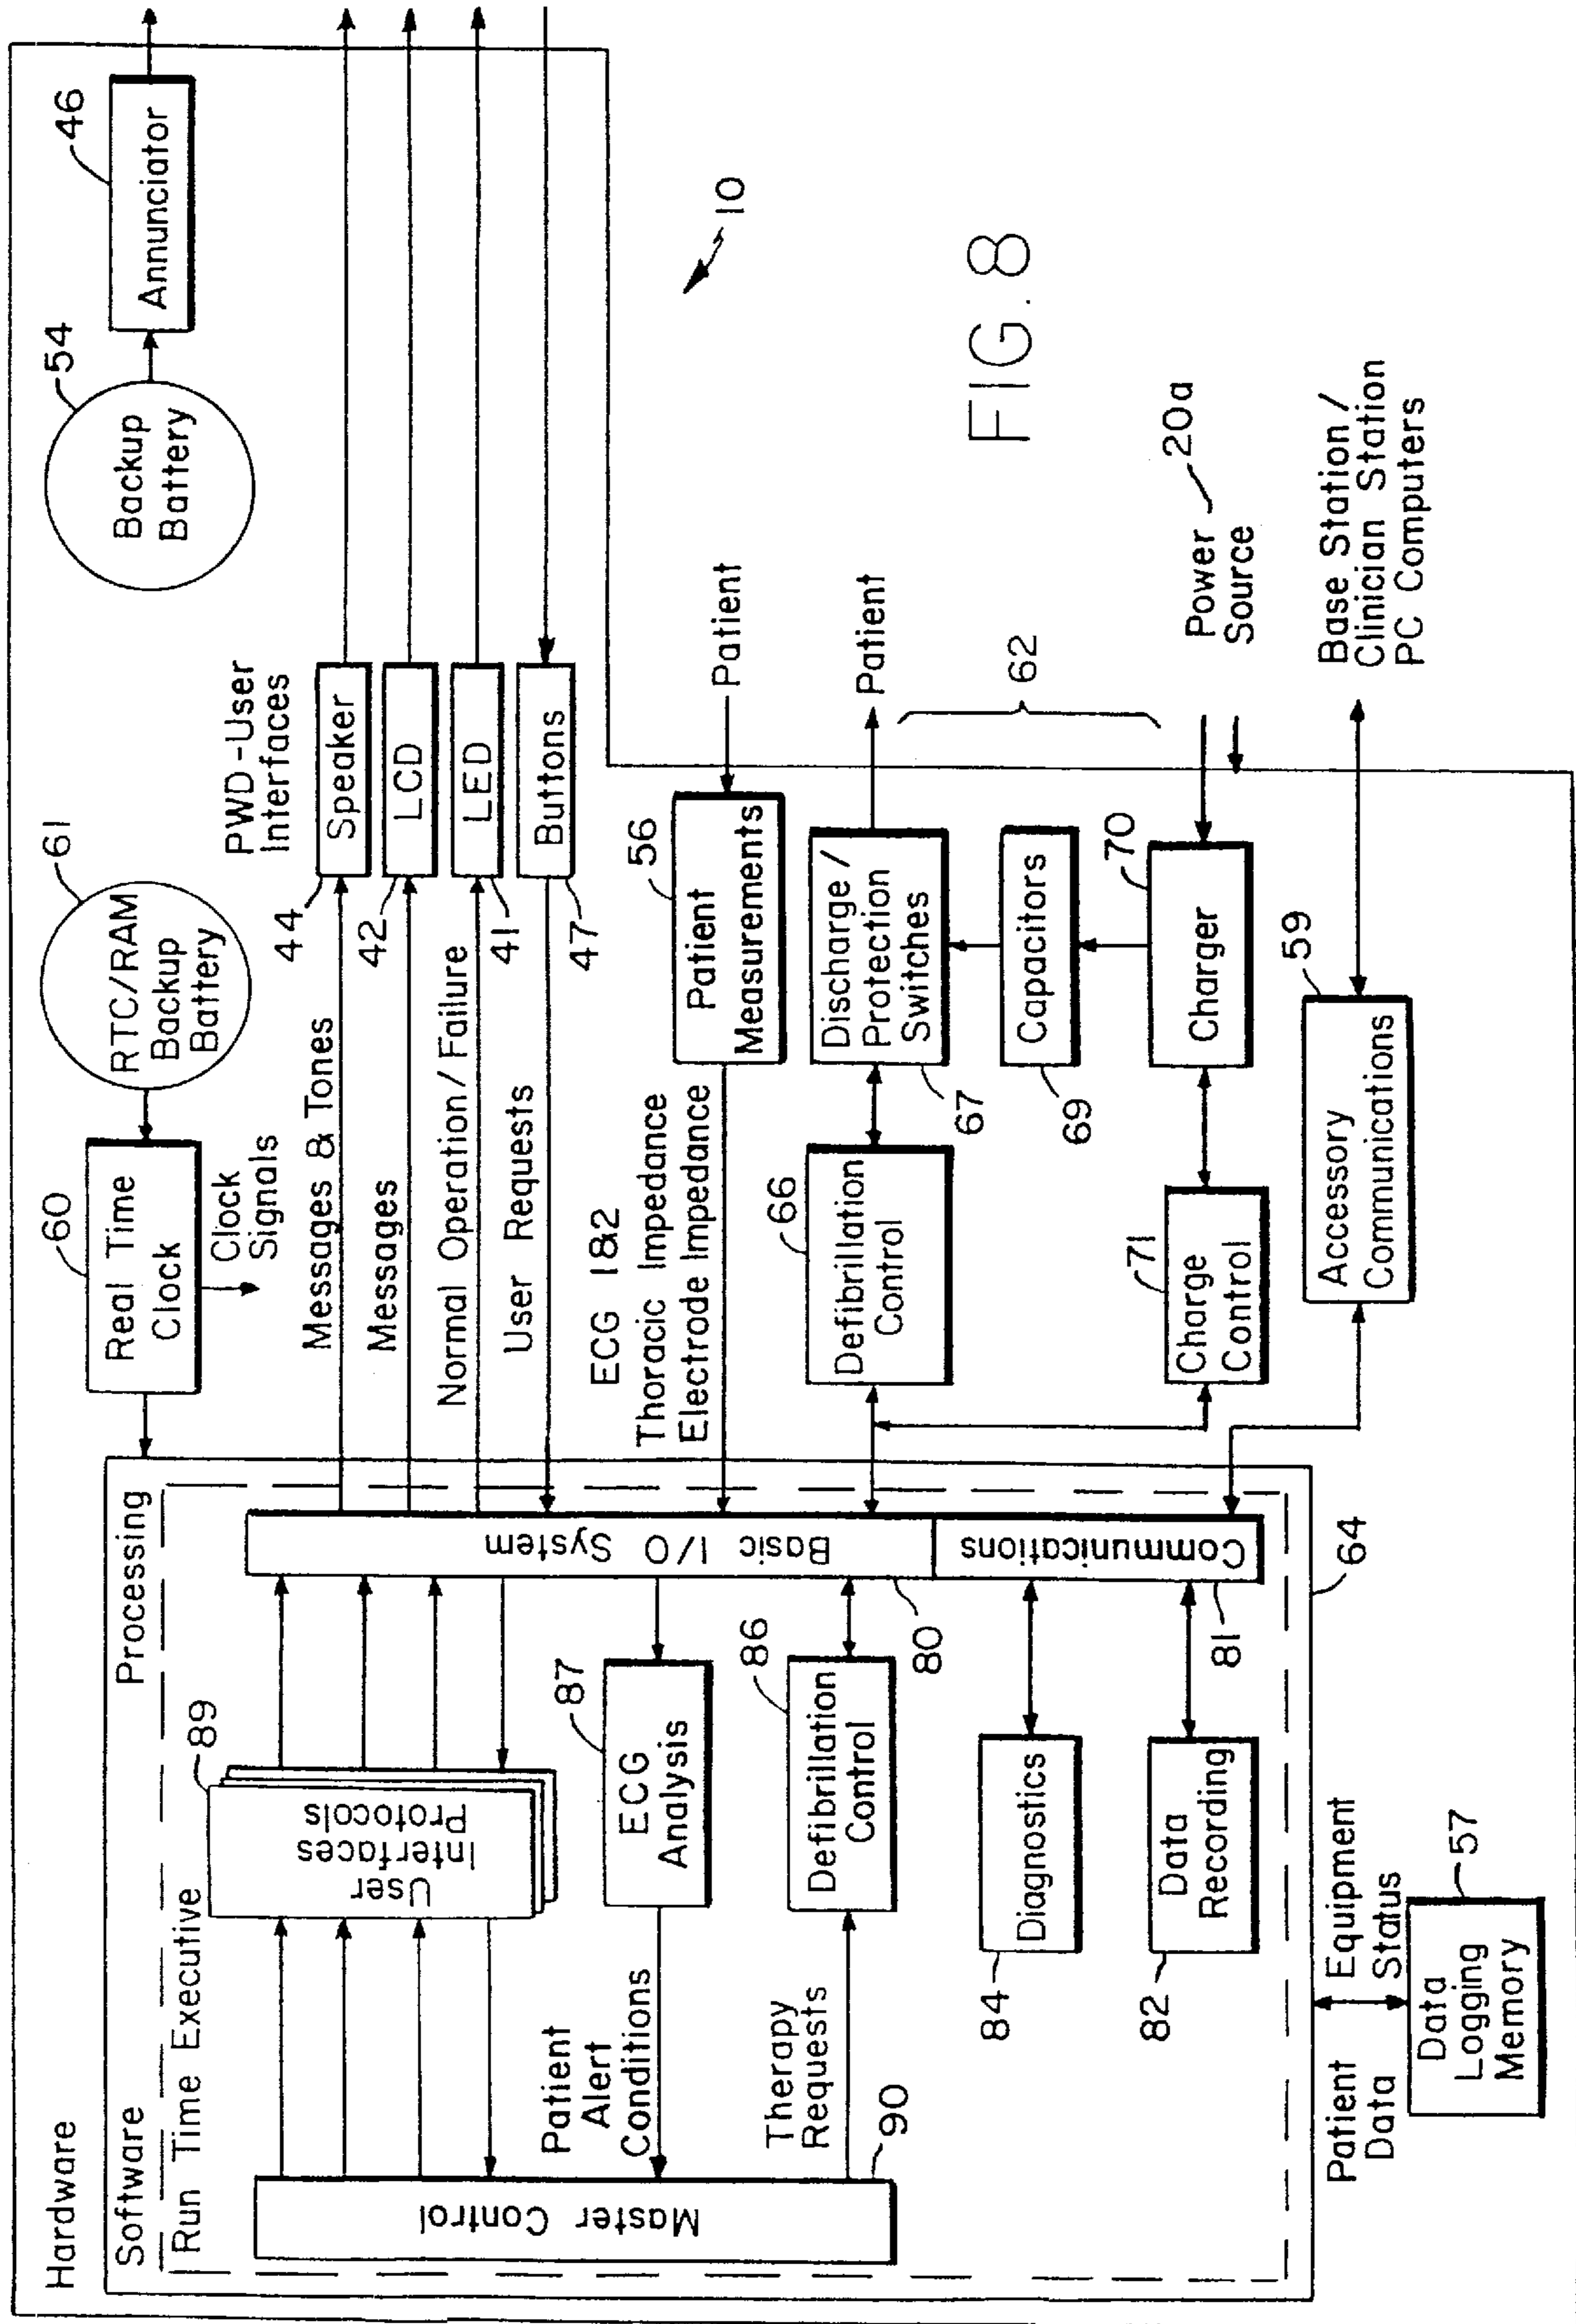 Hardware
Software
Processing
Run Time Executive
60
Real Time
Clock
Clock
Signals
61
RTC/RAM
Backup
Battery
54
Backup
Battery
46
Annunciator
PWD-User
Interfaces
Messages & Tones
44
Speaker
Messages
42
LCD
Normal Operation/Failure
41
LED
User Requests
47
Buttons
89
User
Interfaces
Protocols
Master Control
90
Basic I/O System
80
Communications
81
Patient
Alert
Conditions
87
ECG
Analysis
Therapy
Requests
86
Defibrillation
Control
84
Diagnostics
82
Data
Recording
ECG 1&2
Thoracic Impedance
Electrode Impedance
56
Patient
Measurements
Patient
66
Defibrillation
Control
67
Discharge /
Protection
Switches
Patient
69
Capacitors
62
71
Charge
Control
70
Charger
Power
Source
20a
59
Accessory
Communications
Base Station /
Clinician Station
PC Computers
64
Patient
Data
Equipment
Status
57
Data
Logging
Memory
10
FIG. 8